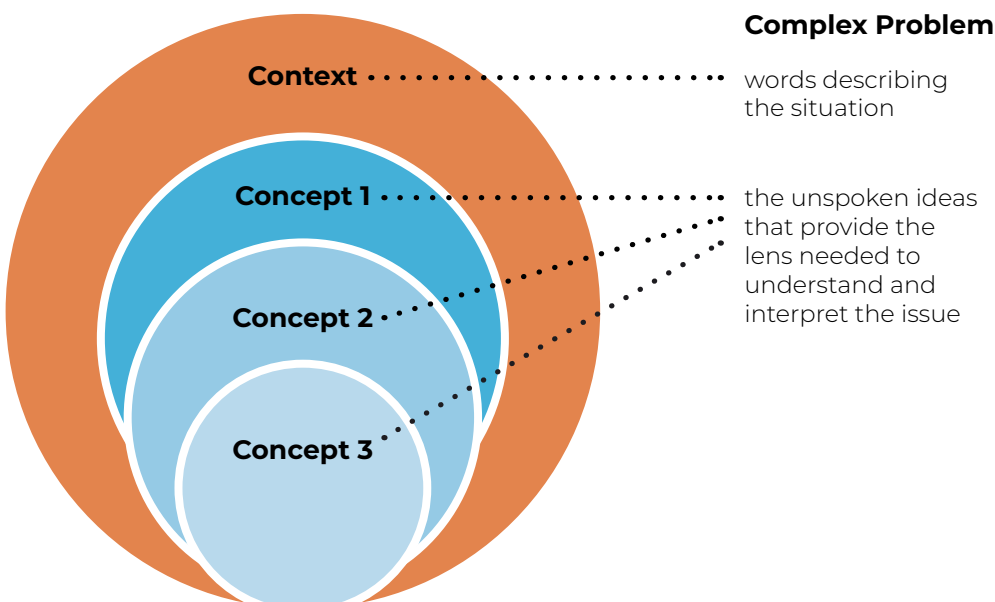 Complex Problem
Context
words describing
the situation
Concept 1
the unspoken ideas
that provide the
lens needed to
understand and
interpret the issue
Concept 2
Concept 3